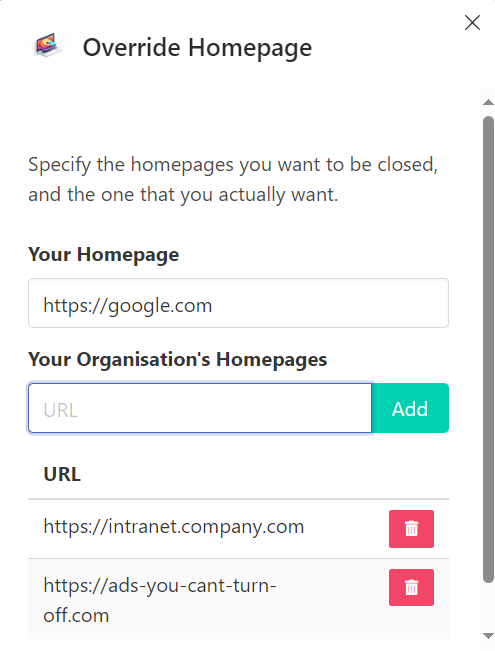 Override Homepage
Specify the homepages you want to be closed,
and the one that you actually want.
Your Homepage
https://google.com
Your Organisation's Homepages
URL
Add
URL
https://intranet.company.com
https://ads-you-cant-turn-
off.com